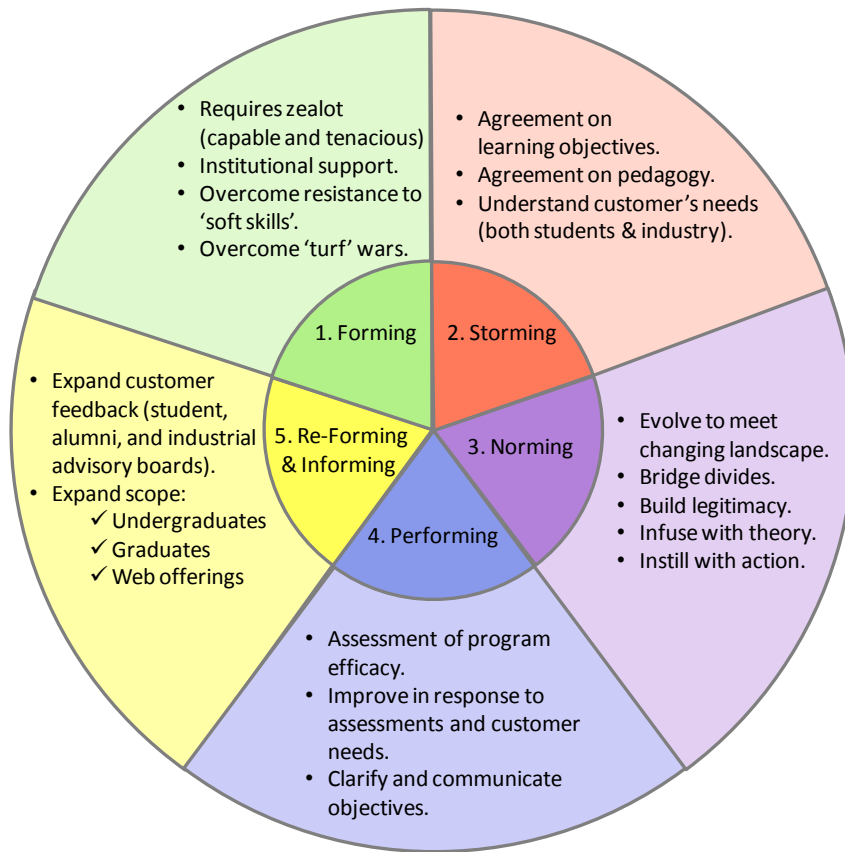 • Requires zealot
(capable and tenacious)
• Institutional support.
• Overcome resistance to
‘soft skills’.
• Overcome ‘turf’ wars.
1. Forming
• Agreement on
learning objectives.
• Agreement on pedagogy.
• Understand customer’s needs
(both students & industry).
2. Storming
• Evolve to meet
changing landscape.
• Bridge divides.
• Build legitimacy.
• Infuse with theory.
• Instill with action.
3. Norming
4. Performing
• Assessment of program
efficacy.
• Improve in response to
assessments and customer
needs.
• Clarify and communicate
objectives.
5. Re-Forming
& Informing
• Expand customer
feedback (student,
alumni, and industrial
advisory boards).
• Expand scope:
✓ Undergraduates
✓ Graduates
✓ Web offerings